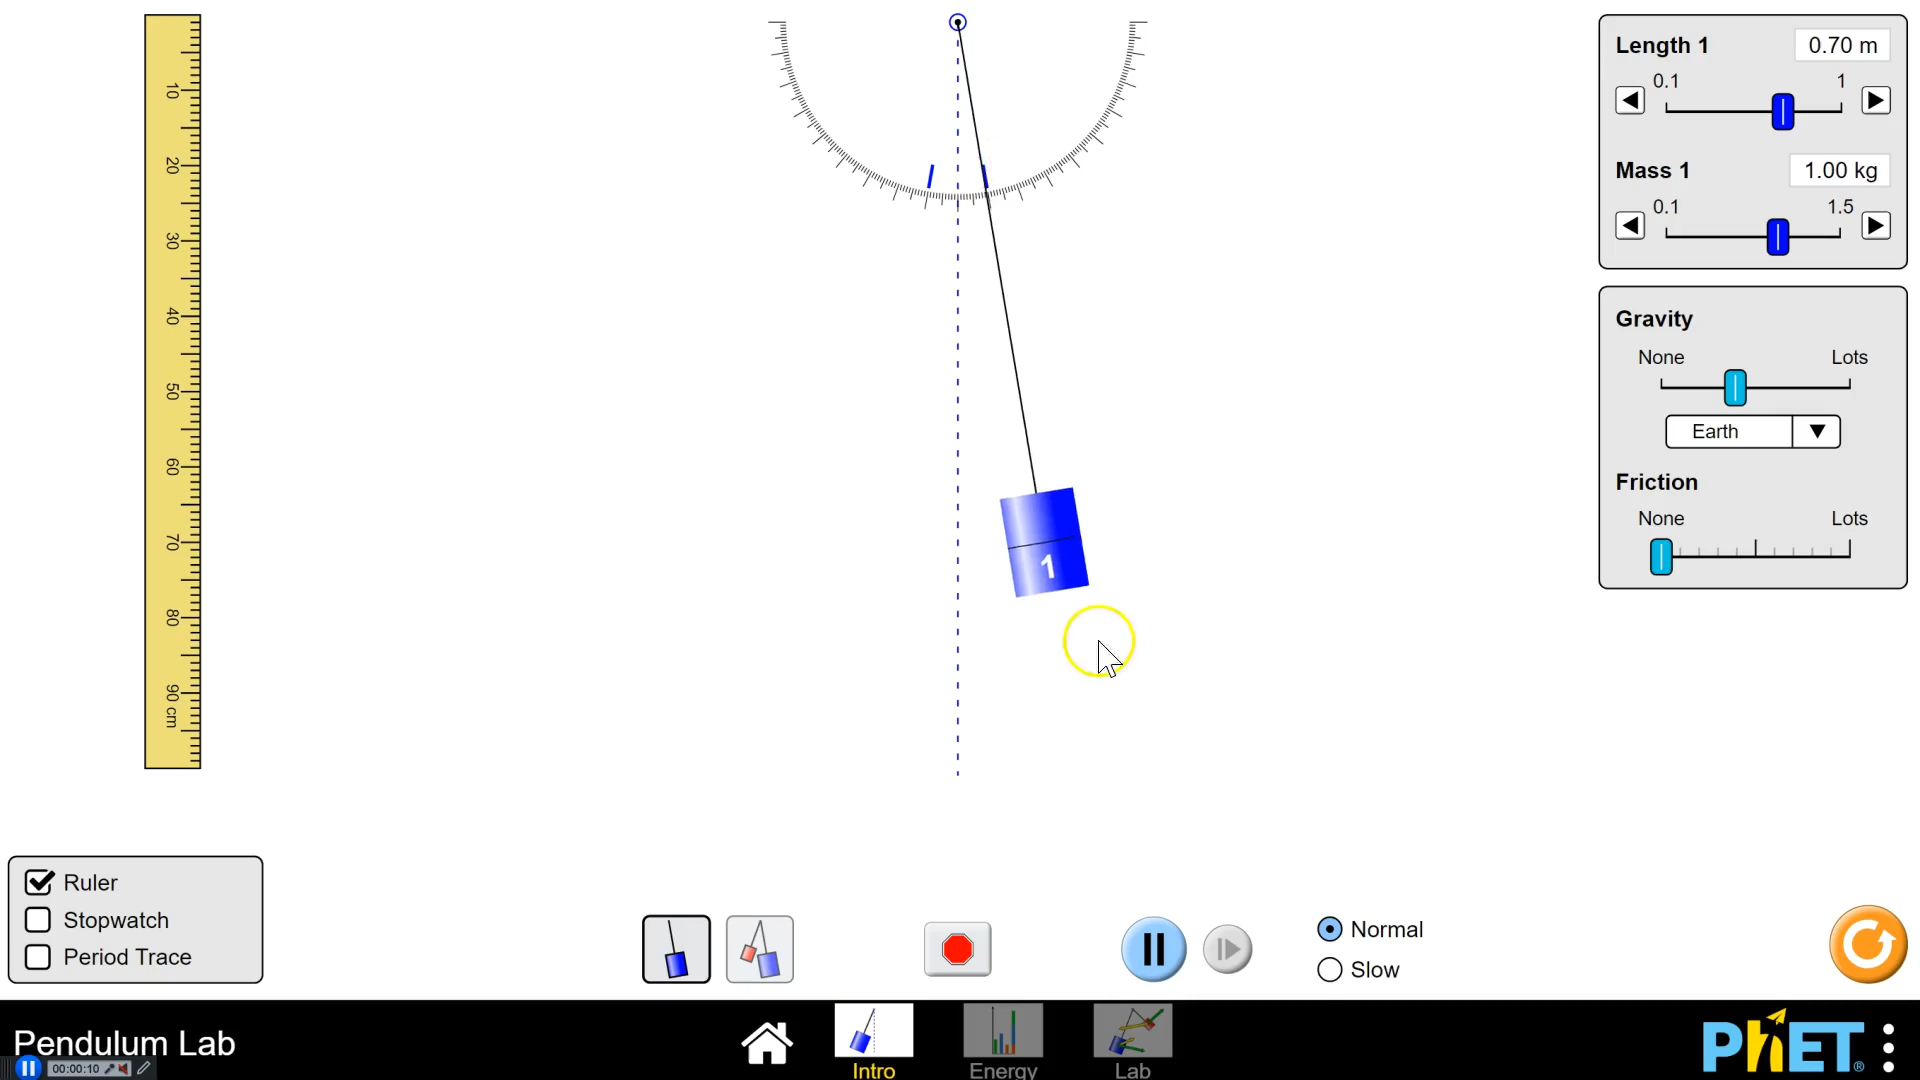 10
20
30
40
50
60
70
80
90 cm
1
Length 1
0.70 m
0.1
1
Mass 1
1.00 kg
0.1
1.5
Gravity
None
Lots
Earth
Friction
None
Lots
Ruler
Stopwatch
Period Trace
Normal
Slow
Pendulum Lab
00:00:10
Intro
Energy
Lab
PhET®